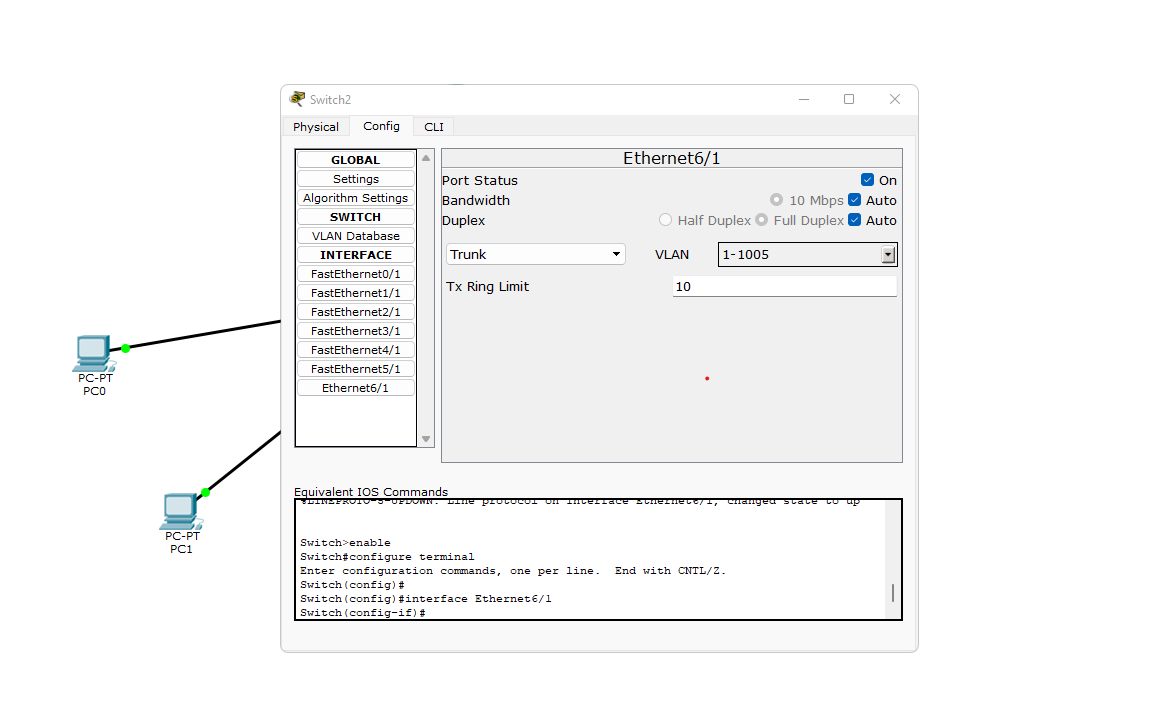 Switch2
Physical Config CLI
GLOBAL
Settings
Algorithm Settings
SWITCH
VLAN Database
INTERFACE
FastEthernet0/1
FastEthernet1/1
FastEthernet2/1
FastEthernet3/1
FastEthernet4/1
FastEthernet5/1
Ethernet6/1
Ethernet6/1
Port Status On
Bandwidth 10 Mbps Auto
Duplex Half Duplex Full Duplex Auto
Trunk VLAN 1-1005
Tx Ring Limit 10
PC-PT
PC0
PC-PT
PC1
Equivalent IOS Commands
%LINEPROTO-5-UPDOWN: Line protocol on Interface Ethernet6/1, changed state to up
Switch>enable
Switch#configure terminal
Enter configuration commands, one per line. End with CNTL/Z.
Switch(config)#
Switch(config)#interface Ethernet6/1
Switch(config-if)#